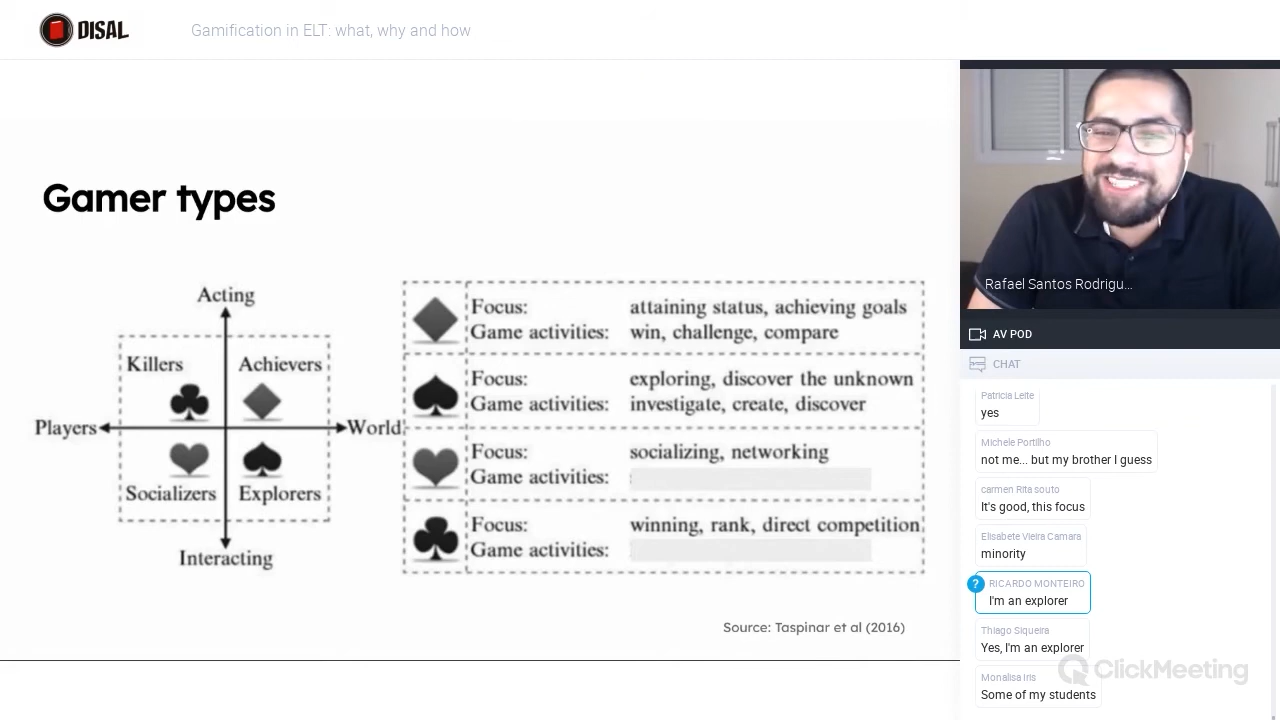 DISAL
Gamification in ELT: what, why and how
Gamer types
Acting
Killers
Achievers
Players
World
Socializers
Explorers
Interacting
Focus: attaining status, achieving goals
Game activities: win, challenge, compare
Focus: exploring, discover the unknown
Game activities: investigate, create, discover
Focus: socializing, networking
Game activities:
Focus: winning, rank, direct competition
Game activities:
Source: Taspinar et al (2016)
Rafael Santos Rodrigu...
AV POD
CHAT
Patricia Leite
yes
Michele Portilho
not me... but my brother I guess
carmen Rita souto
It's good, this focus
Elisabete Vieira Camara
minority
?
RICARDO MONTEIRO
I'm an explorer
Thiago Siqueira
Yes, I'm an explorer
Monalisa Iris
Some of my students
ClickMeeting